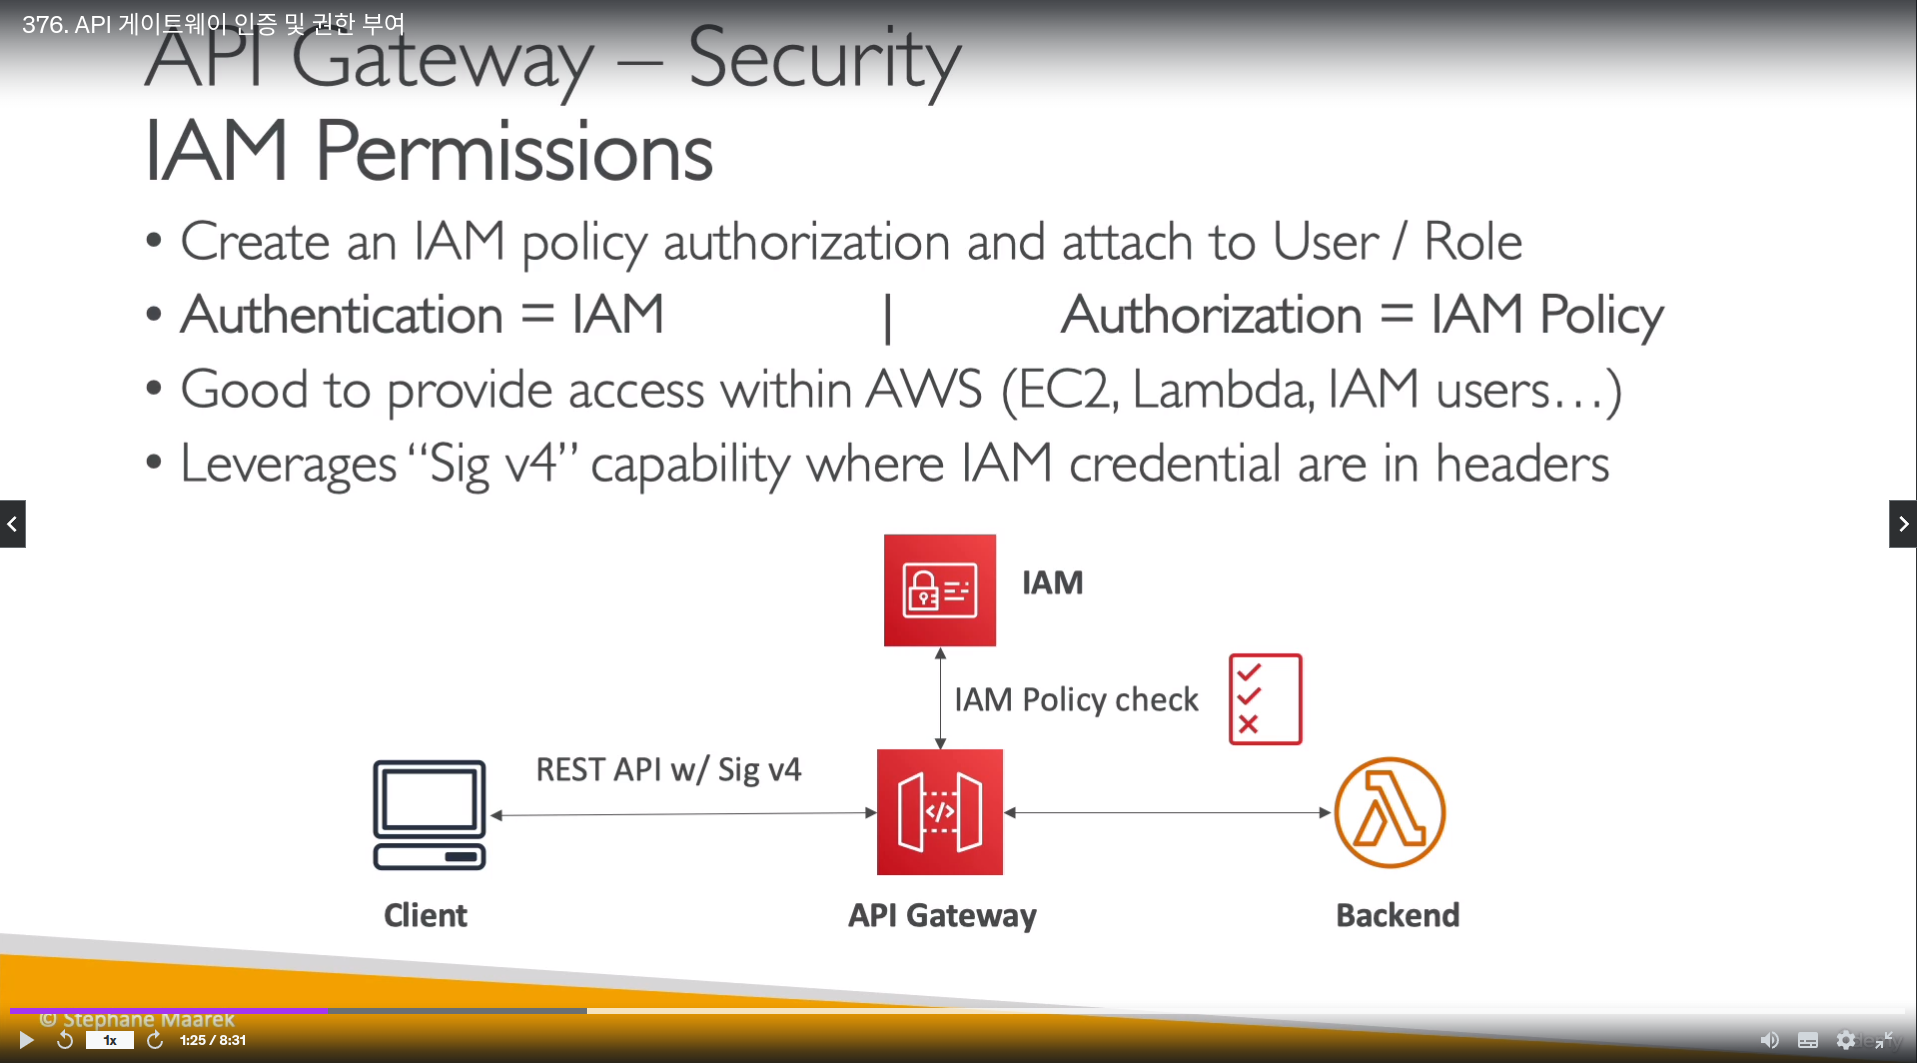 376. API 게이트웨이 인증 및 권한 부여
API Gateway – Security
IAM Permissions
• Create an IAM policy authorization and attach to User / Role
• Authentication = IAM | Authorization = IAM Policy
• Good to provide access within AWS (EC2, Lambda, IAM users…)
• Leverages “Sig v4” capability where IAM credential are in headers
IAM
IAM Policy check
REST API w/ Sig v4
Client
API Gateway
Backend
© Stephane Maarek
1x
1:25 / 8:31